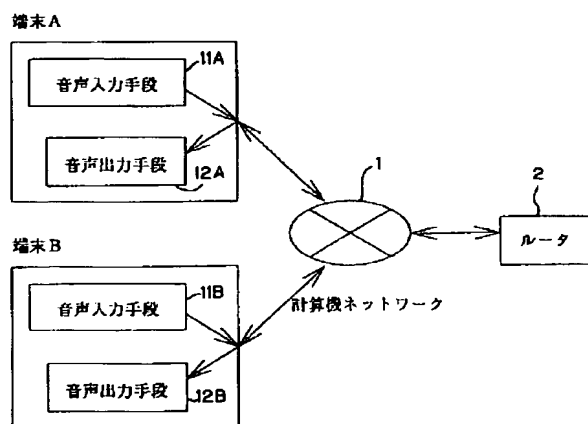 端末A
音声入力手段
11A
音声出力手段
12A
1
2
ルータ
端末B
音声入力手段
11B
計算機ネットワーク
音声出力手段
12B